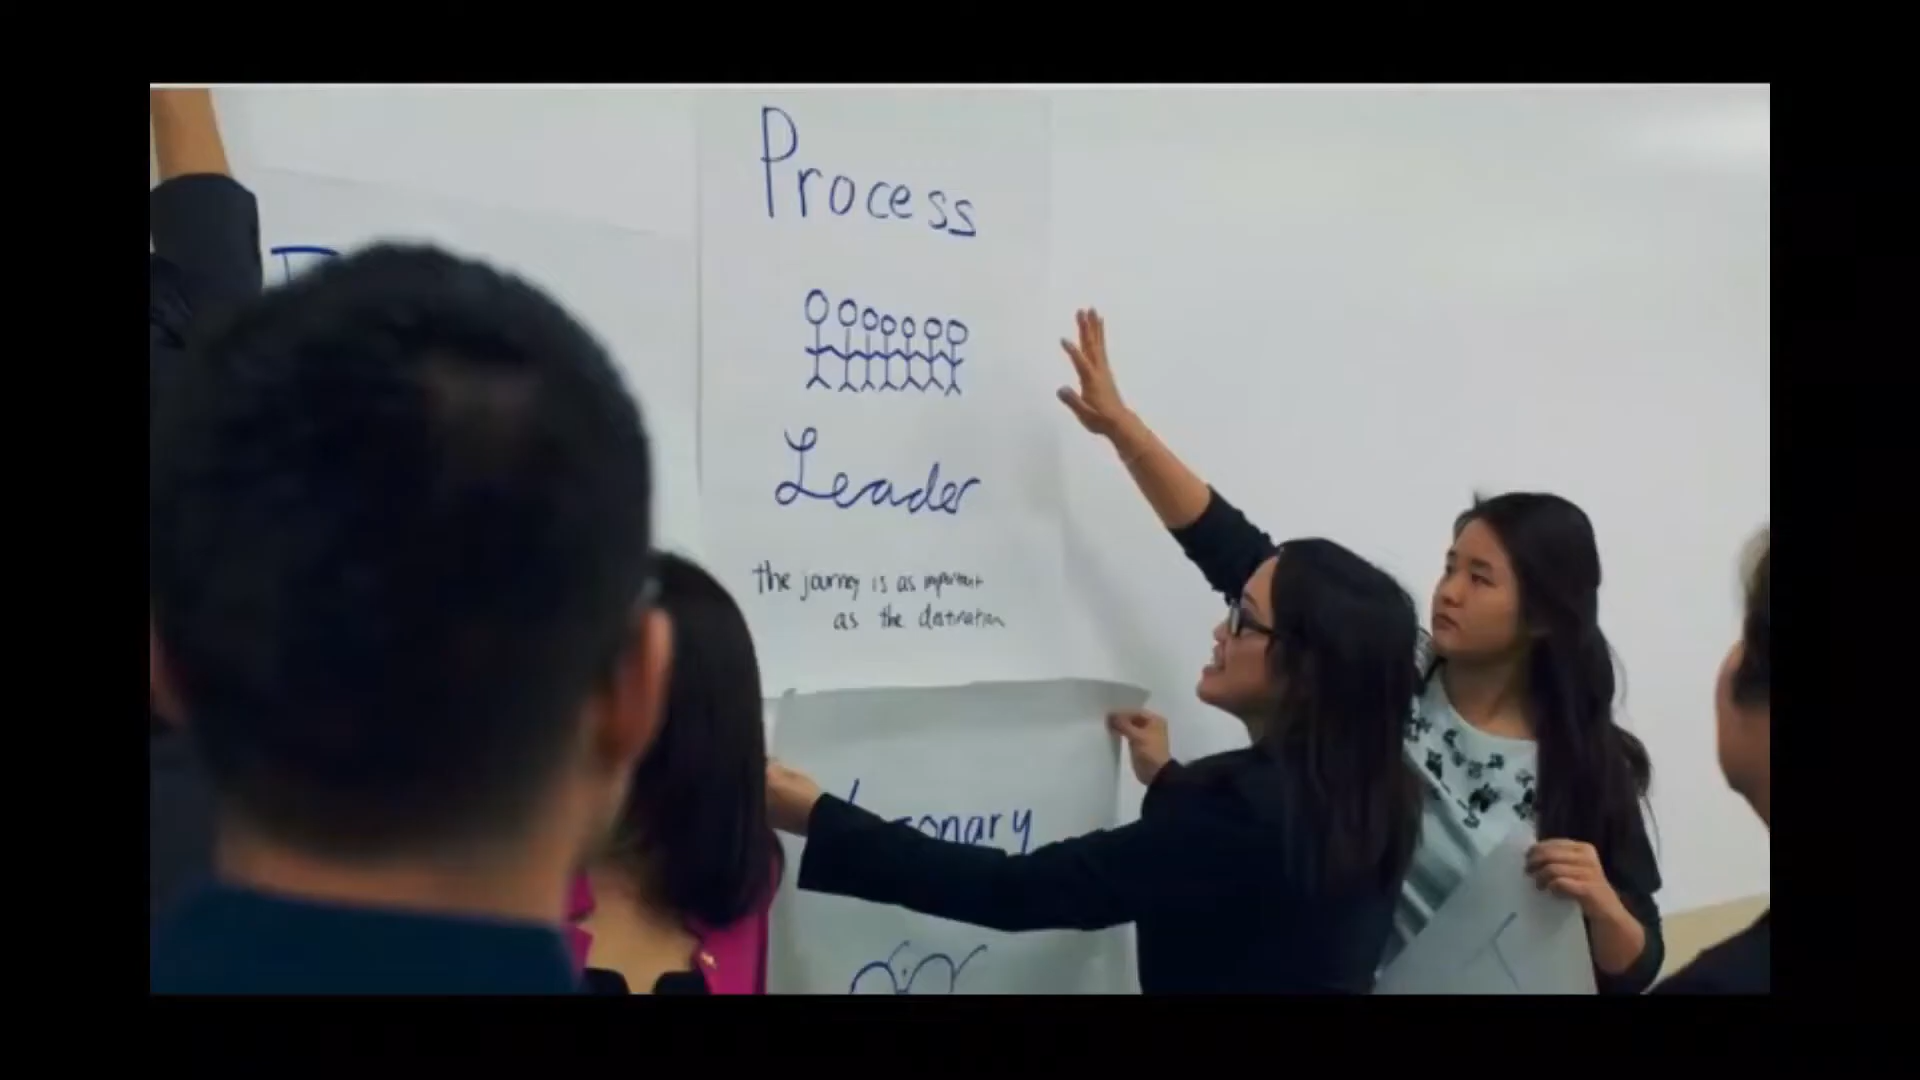 Process
Leader
the journey is as important
as the destination